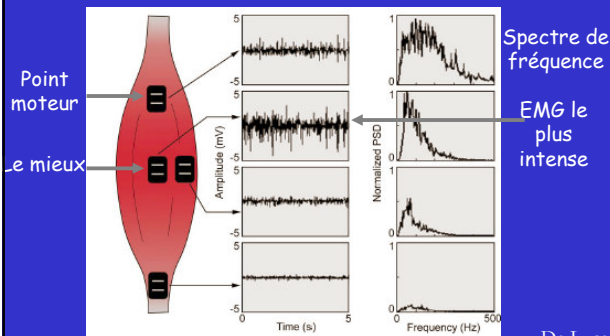 Point
moteur
Le mieux
Amplitude (mV)
5
-5
5
-5
5
-5
5
-5
0
Time (s)
5
Normalized PSD
1
0
1
0
1
0
1
0
0
Frequency (Hz)
500
Spectre de
fréquence
EMG le
plus
intense